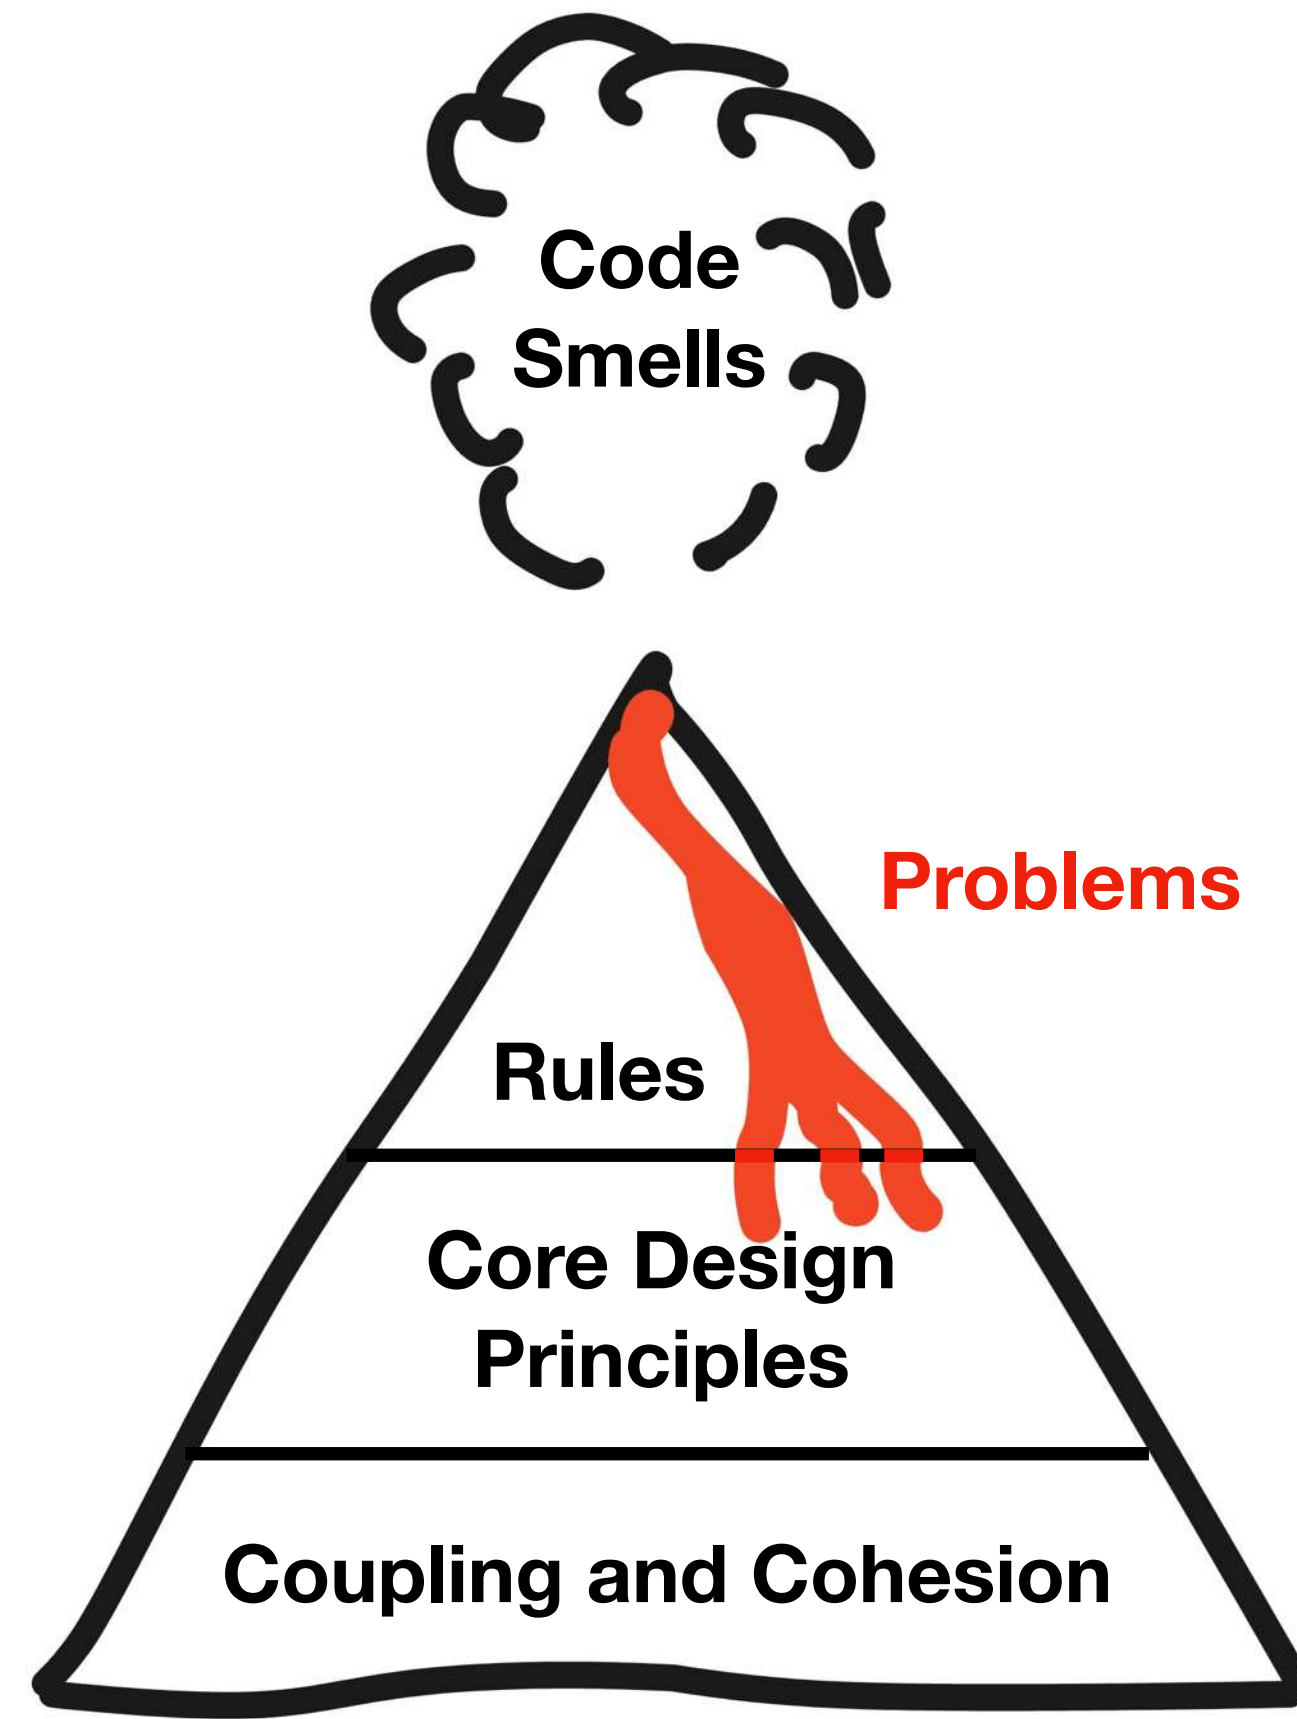 Code
Smells
Problems
Rules
Core Design
Principles
Coupling and Cohesion